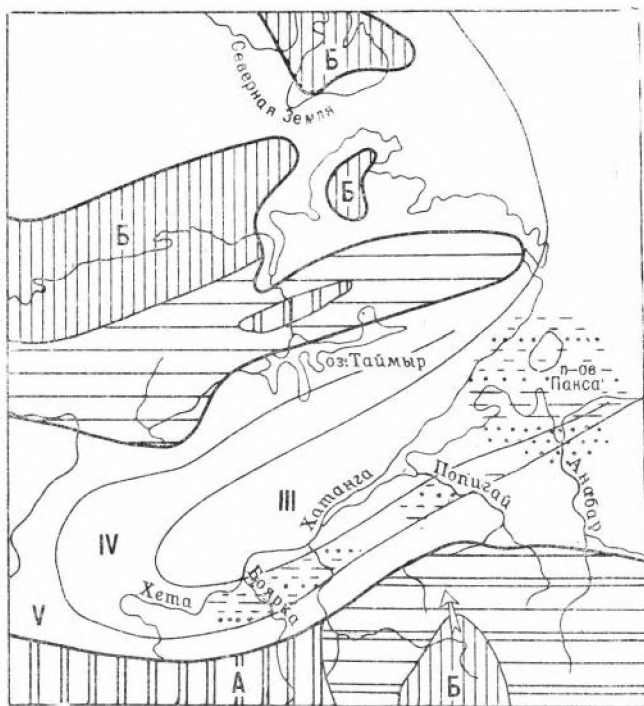 Б
Северная Земля
Б
Б
оз. Таймыр
п-ов
Пакса
Хатанга
Попигай
Анабар
III
IV
Боярка
Хета
V
А
Б